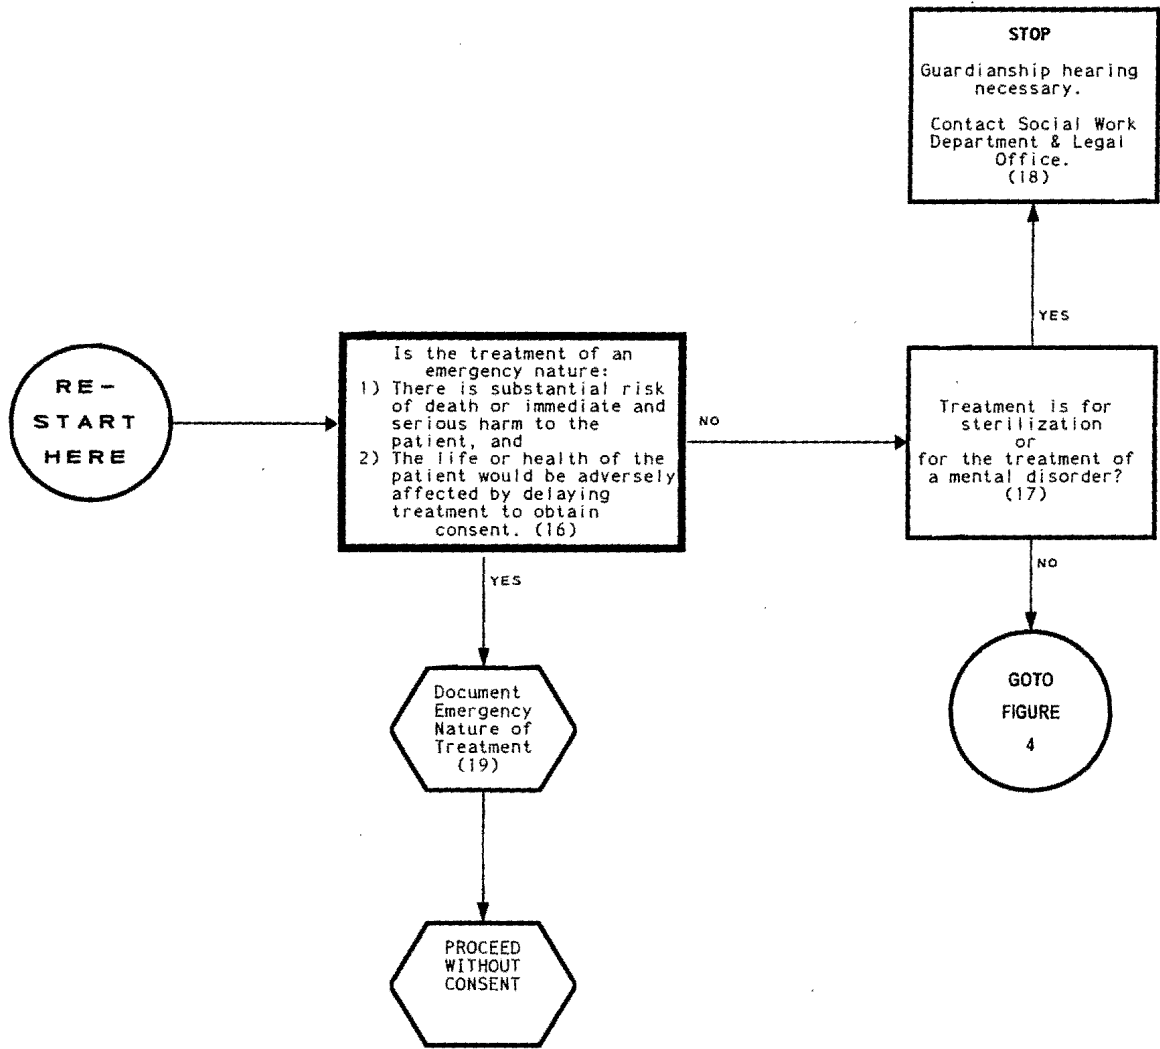 STOP
Guardianship hearing
necessary.
Contact Social Work
Department & Legal
Office.
(18)
YES
RE-
START
HERE
Is the treatment of an
emergency nature:
1) There is substantial risk
of death or immediate and
serious harm to the
patient, and
2) The life or health of the
patient would be adversely
affected by delaying
treatment to obtain
consent. (16)
NO
Treatment is for
sterilization
or
for the treatment of
a mental disorder?
(17)
YES
NO
Document
Emergency
Nature of
Treatment
(19)
GOTO
FIGURE
4
PROCEED
WITHOUT
CONSENT